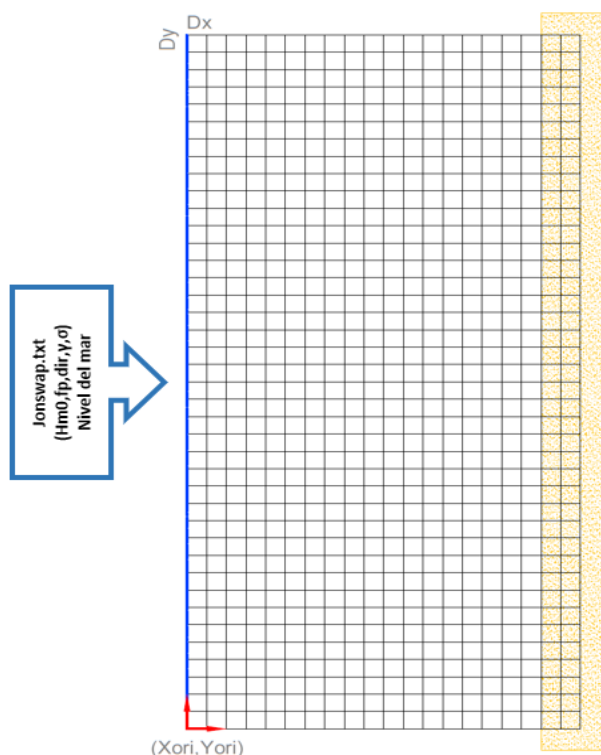 Dx
Dy
Jonswap.txt
(Hm0,fp,dir,γ,σ)
Nivel del mar
(Xori,Yori)